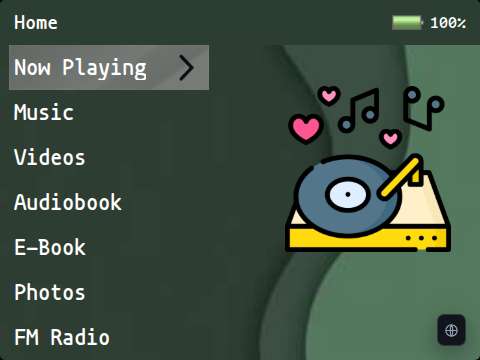 Home
100%
Now Playing
Music
Videos
Audiobook
E-Book
Photos
FM Radio